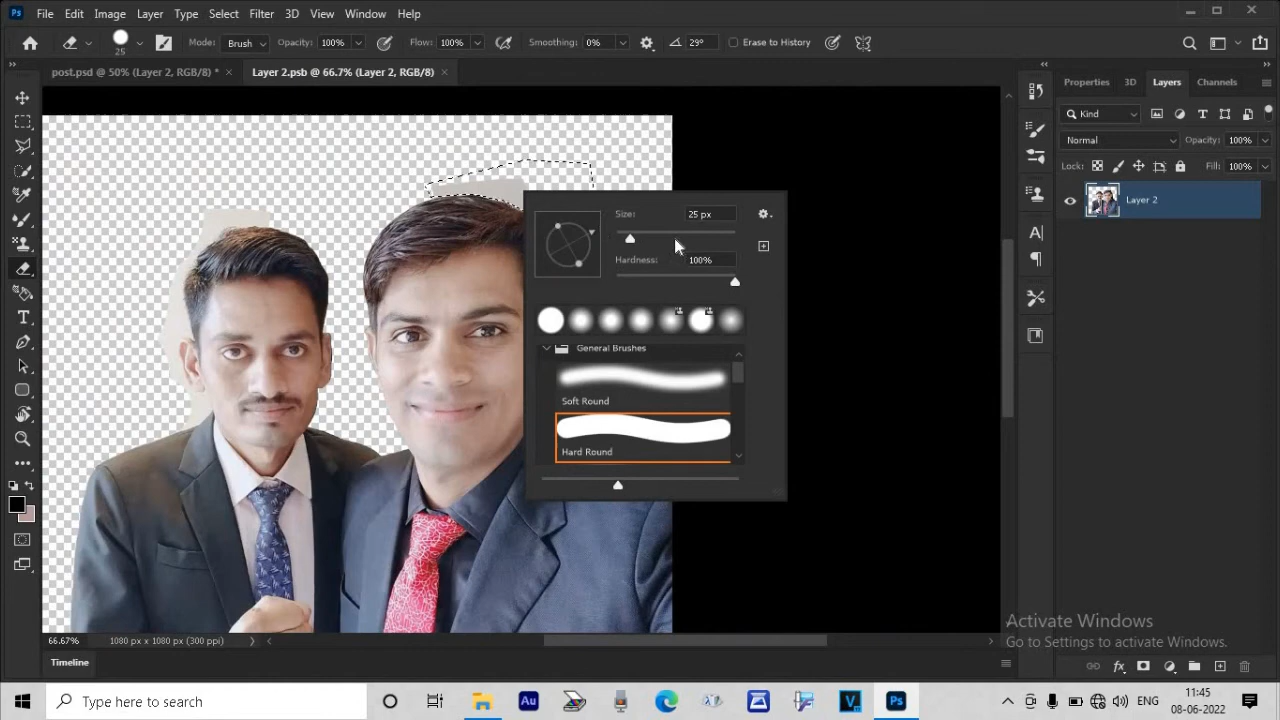 Ps File Edit Image Layer Type Select Filter 3D View Window Help
25 Mode: Brush Opacity: 100% Flow: 100% Smoothing: 0% 29° Erase to History
post.psd @ 50% (Layer 2, RGB/8) * × Layer 2.psb @ 66.7% (Layer 2, RGB/8) ×
Properties 3D Layers Channels
Kind
Normal Opacity: 100%
Lock: Fill: 100%
Layer 2
Size: 25 px
Hardness: 100%
General Brushes
Soft Round
Hard Round
66.67% 1080 px x 1080 px (300 ppi)
Timeline
Activate Windows
Go to Settings to activate Windows.
Type here to search
Au
V
Ps
ENG
11:45
08-06-2022